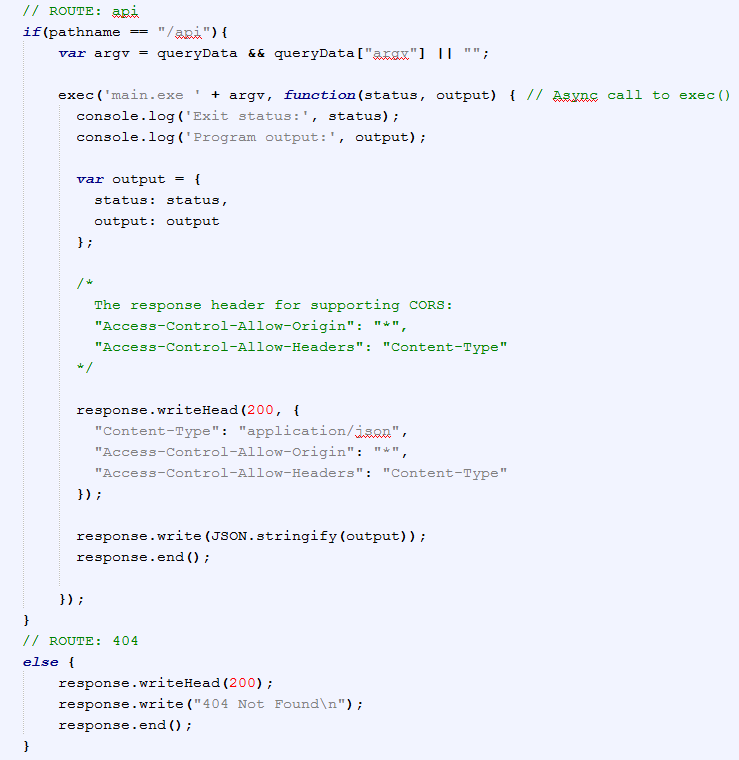 // ROUTE: api
if(pathname == "/api"){
var argv = queryData && queryData["argv"] || "";
exec('main.exe ' + argv, function(status, output) { // Async call to exec()
console.log('Exit status:', status);
console.log('Program output:', output);
var output = {
status: status,
output: output
};
/*
The response header for supporting CORS:
"Access-Control-Allow-Origin": "*",
"Access-Control-Allow-Headers": "Content-Type"
*/
response.writeHead(200, {
"Content-Type": "application/json",
"Access-Control-Allow-Origin": "*",
"Access-Control-Allow-Headers": "Content-Type"
});
response.write(JSON.stringify(output));
response.end();
});
}
// ROUTE: 404
else {
response.writeHead(200);
response.write("404 Not Found\n");
response.end();
}